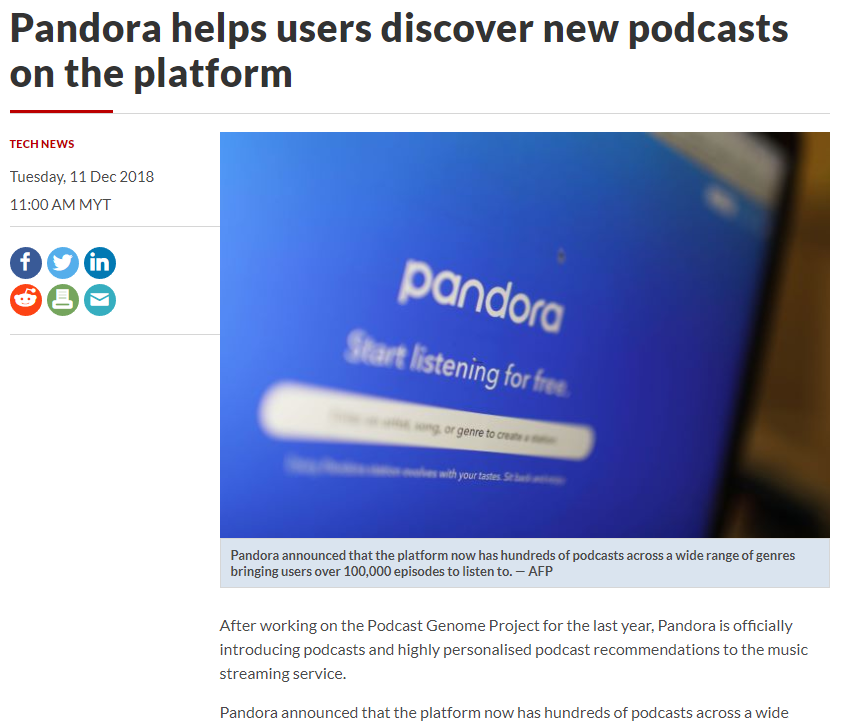 Pandora helps users discover new podcasts
on the platform
TECH NEWS
Tuesday, 11 Dec 2018
11:00 AM MYT
pandora
Start listening for free.
song, or genre to create a station
station evolves with your tastes. Sit back and
Pandora announced that the platform now has hundreds of podcasts across a wide range of genres
bringing users over 100,000 episodes to listen to. — AFP
After working on the Podcast Genome Project for the last year, Pandora is officially
introducing podcasts and highly personalised podcast recommendations to the music
streaming service.
Pandora announced that the platform now has hundreds of podcasts across a wide